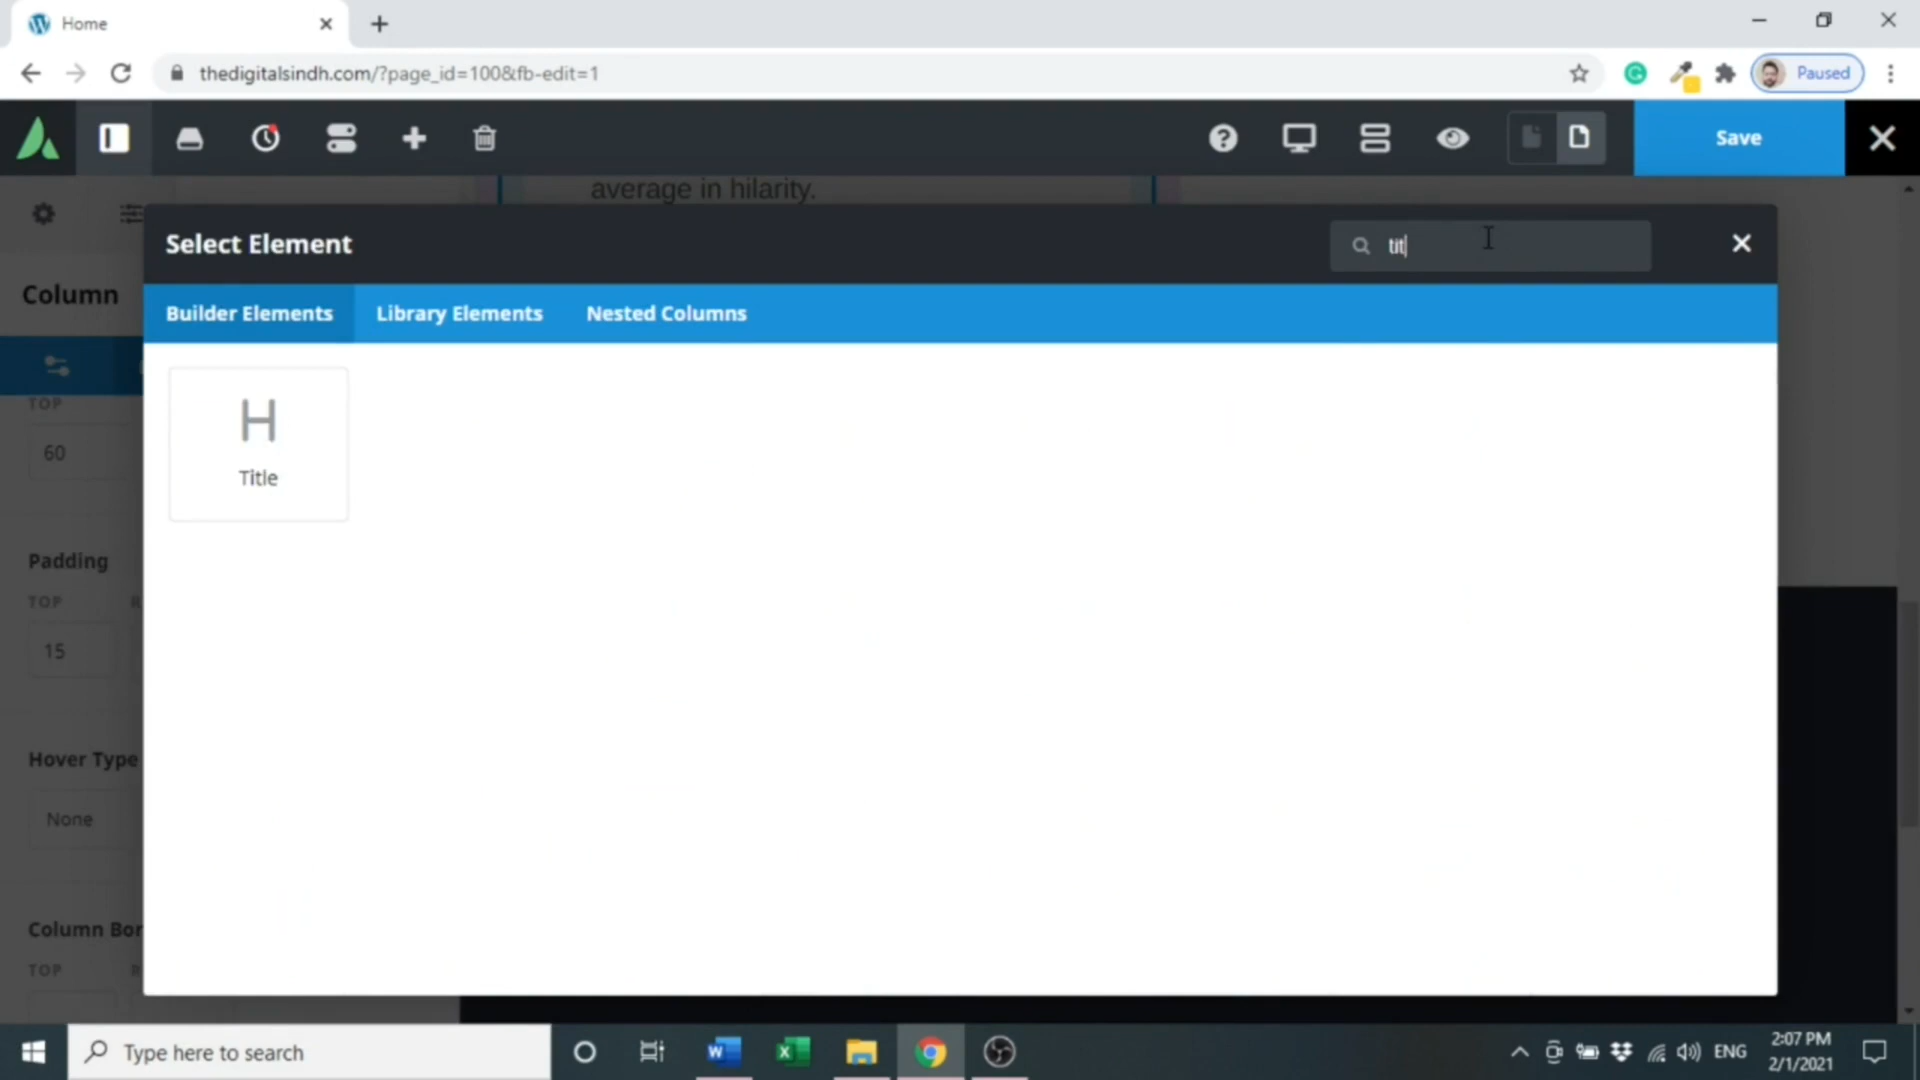 Home
thedigitalsindh.com/?page_id=100&fb-edit=1
Paused
Save
average in hilarity.
Select Element
tit
Column
Builder Elements
Library Elements
Nested Columns
TOP
60
H
Title
Padding
TOP R
15
Hover Type
None
Column Bor
TOP R
Type here to search
ENG
2:07 PM
2/1/2021